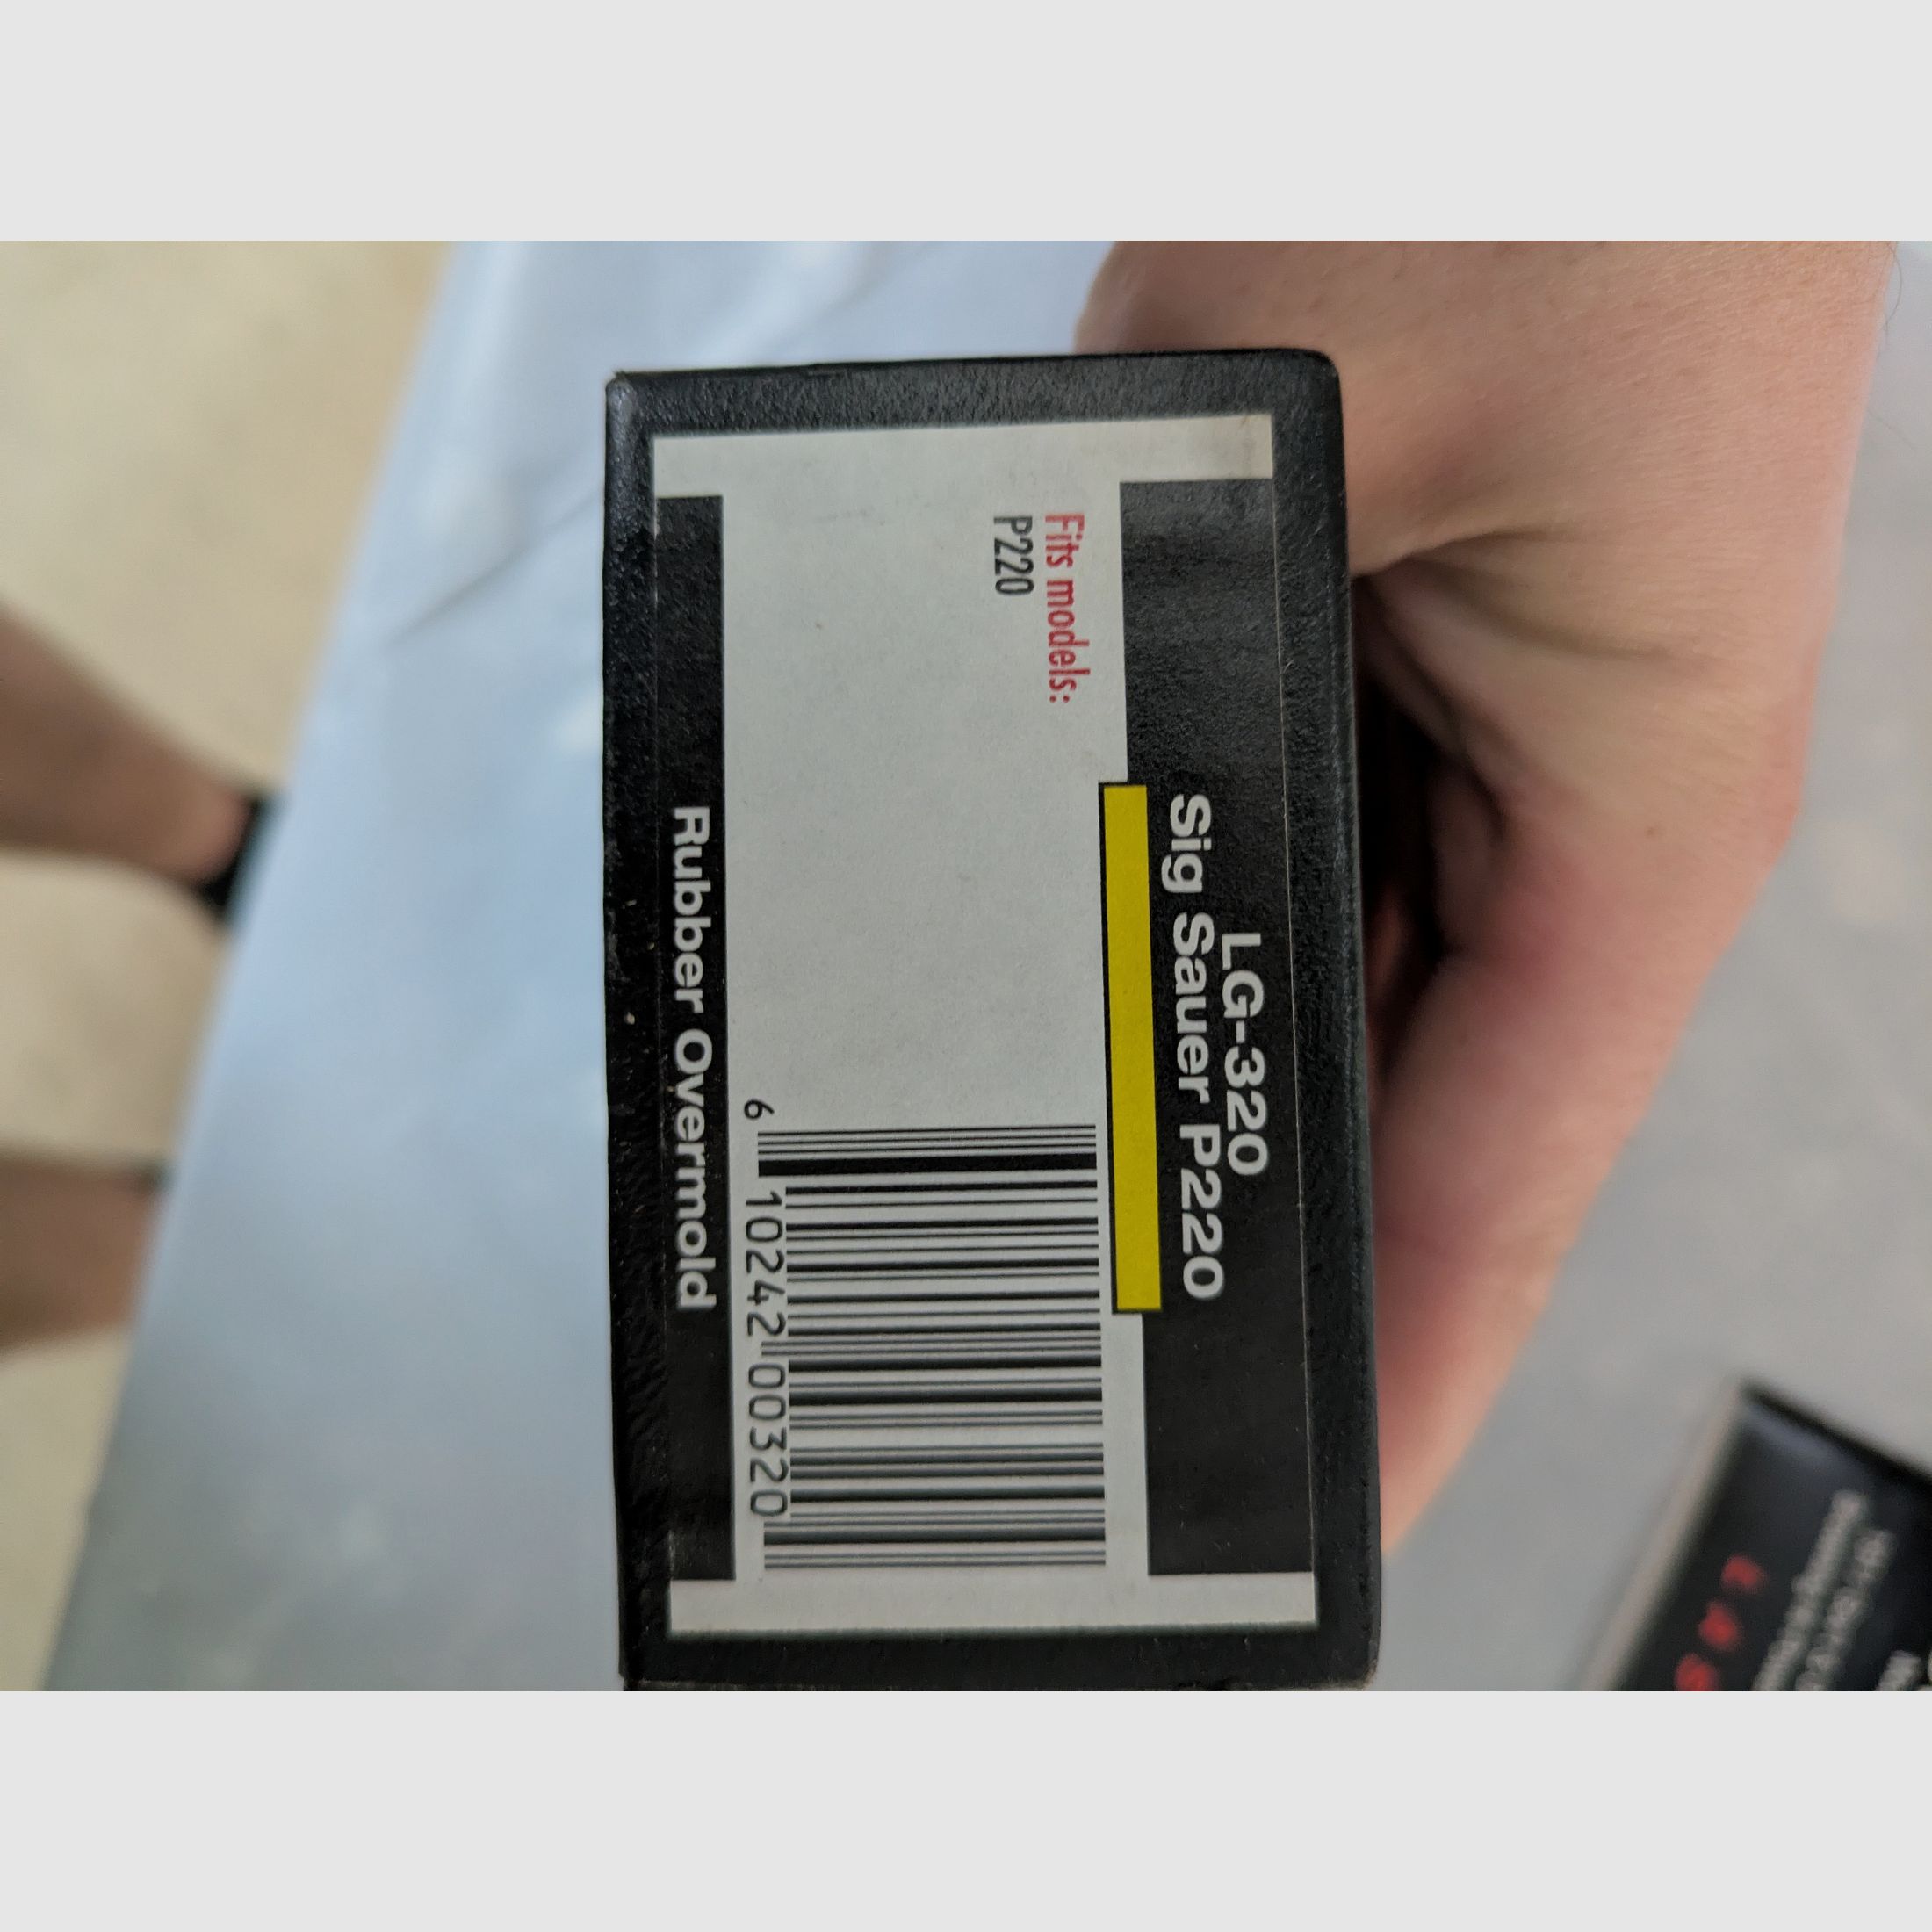 LG-320
Sig Sauer P220
Fits models:
P220
6 10242 00320
Rubber Overmold